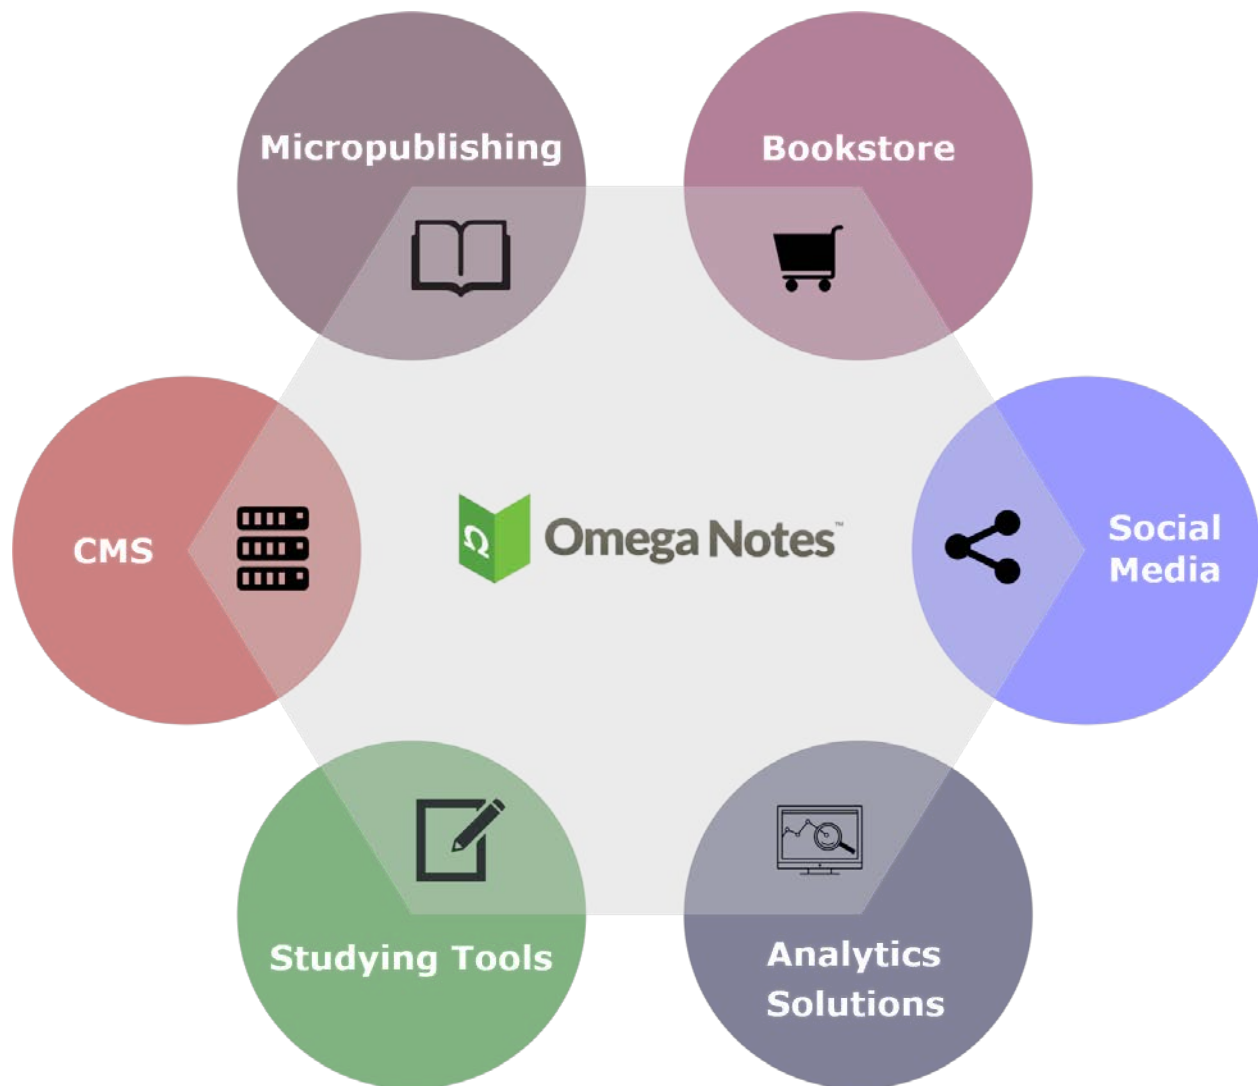 Micropublishing
Bookstore
CMS
Ω Omega Notes™
Social
Media
Studying Tools
Analytics
Solutions